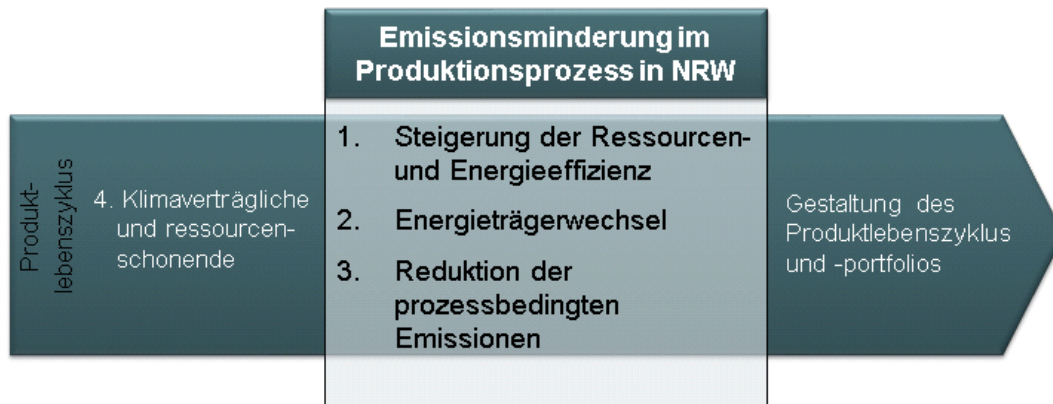 Emissionsminderung im
Produktionsprozess in NRW
Produkt-
lebenszyklus
4. Klimaverträgliche
und ressourcen-
schonende
1. Steigerung der Ressourcen-
und Energieeffizienz
2. Energieträgerwechsel
3. Reduktion der
prozessbedingten
Emissionen
Gestaltung des
Produktlebenszyklus
und -portfolios